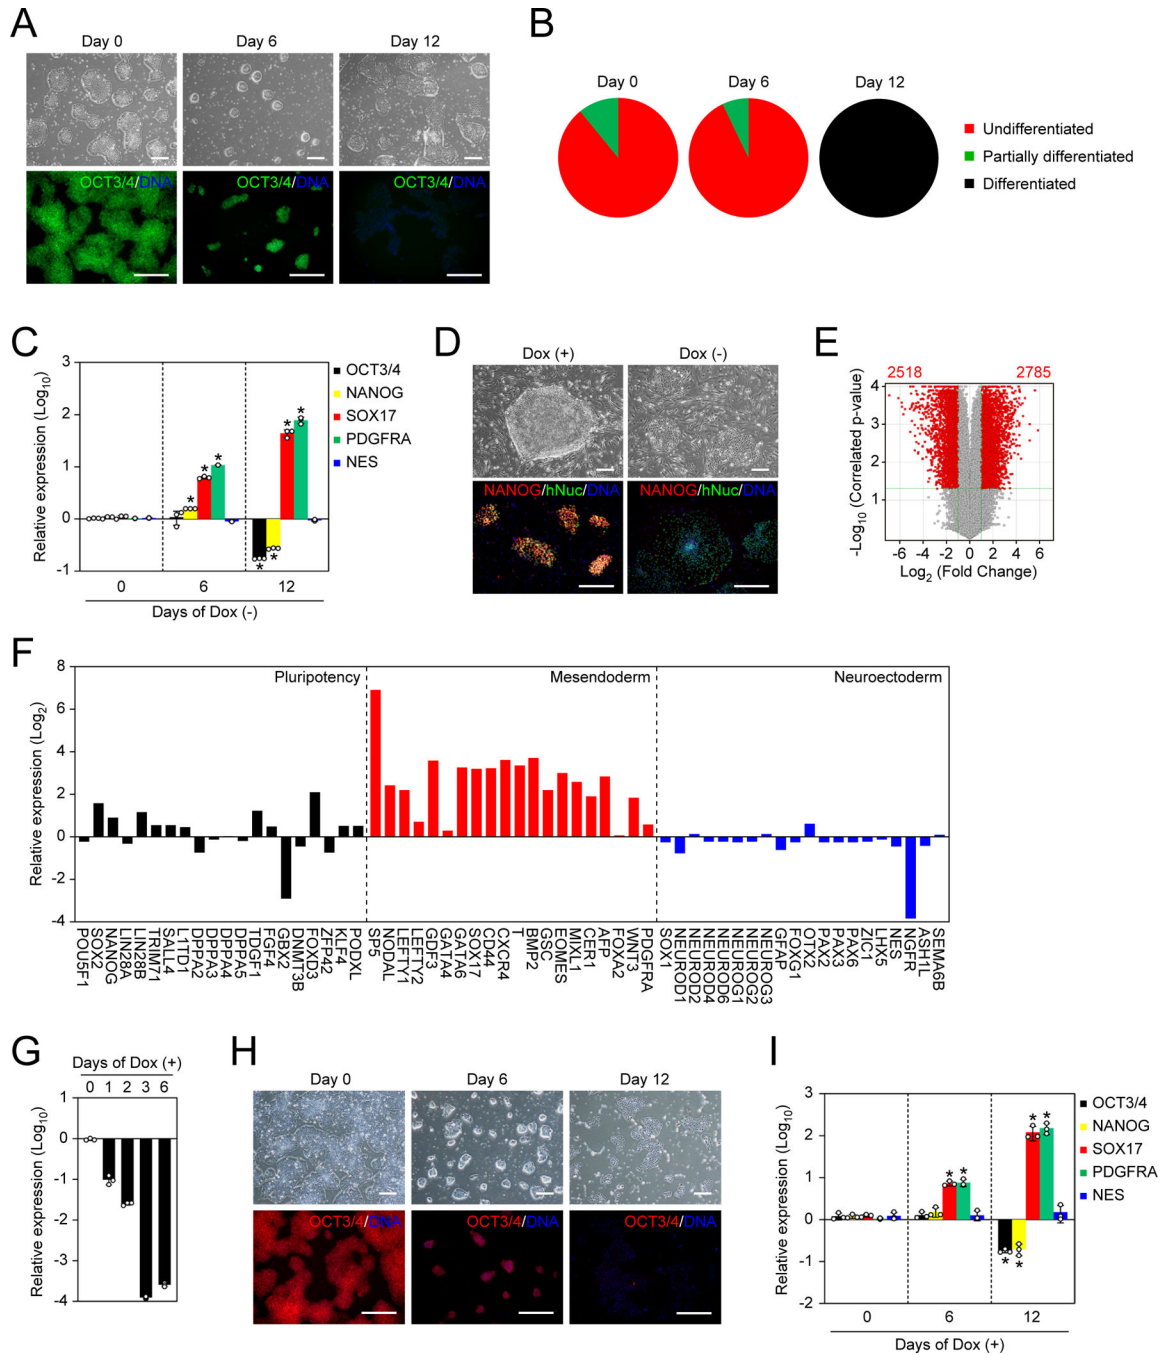 A
Day 0
Day 6
Day 12
OCT3/4/DNA
OCT3/4/DNA
OCT3/4/DNA
B
Day 0
Day 6
Day 12
Undifferentiated
Partially differentiated
Differentiated
C
Relative expression (Log10)
3
2
1
0
-1
0
6
12
Days of Dox (-)
OCT3/4
NANOG
SOX17
PDGFRA
NES
* * * * * * *
D
Dox (+)
Dox (-)
NANOG/hNuc/DNA
NANOG/hNuc/DNA
E
2518
2785
-Log10 (Correlated p-value)
4
3
2
1
-6 -4 -2 0 2 4 6
Log2 (Fold Change)
F
Relative expression (Log2)
8
6
4
2
0
-2
-4
Pluripotency
Mesendoderm
Neuroectoderm
POU5F1
SOX2
NANOG
LIN28A
LIN28B
TRIM71
SALL4
L1TD1
DPPA2
DPPA3
DPPA4
DPPA5
TDGF1
FGF4
GBX2
DNMT3B
FOXD3
ZFP42
KLF4
PODXL
SP5
NODAL
LEFTY1
LEFTY2
GDF3
GATA4
GATA6
SOX17
CD44
CXCR4
T
BMP2
GSC
EOMES
MIXL1
CER1
AFP
FOXA2
WNT3
PDGFRA
SOX1
NEUROD1
NEUROD2
NEUROD4
NEUROD6
NEUROG1
NEUROG2
NEUROG3
GFAP
FOXG1
OTX2
PAX2
PAX3
PAX6
ZIC1
LHX5
NES
NGFR
ASH1L
SEMA6B
G
Days of Dox (+)
0 1 2 3 6
Relative expression (Log10)
1
0
-1
-2
-3
-4
H
Day 0
Day 6
Day 12
OCT3/4/DNA
OCT3/4/DNA
OCT3/4/DNA
I
Relative expression (Log10)
3
2
1
0
-1
-2
0
6
12
Days of Dox (+)
OCT3/4
NANOG
SOX17
PDGFRA
NES
* * * * * *